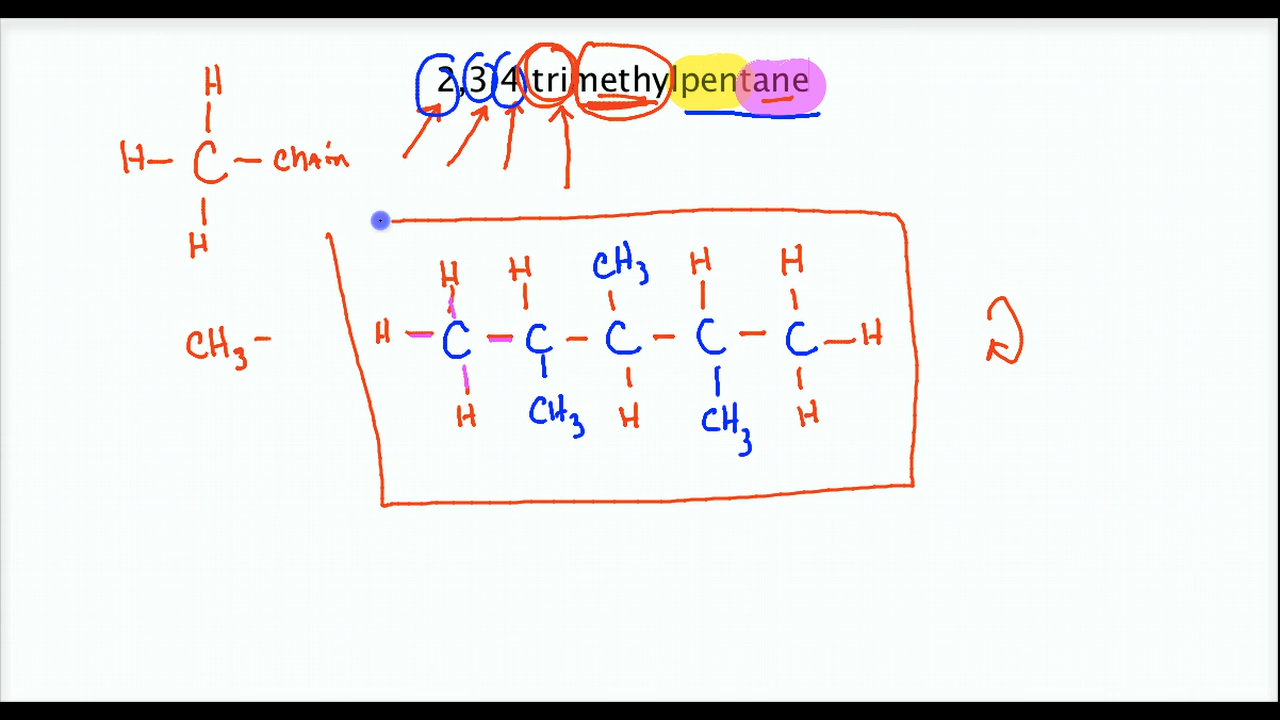 2,3,4 trimethylpentane
H
H– C – chain
H
CH3 –
H H CH3 H H
H – C – C – C – C – C – H
H CH3 H CH3 H